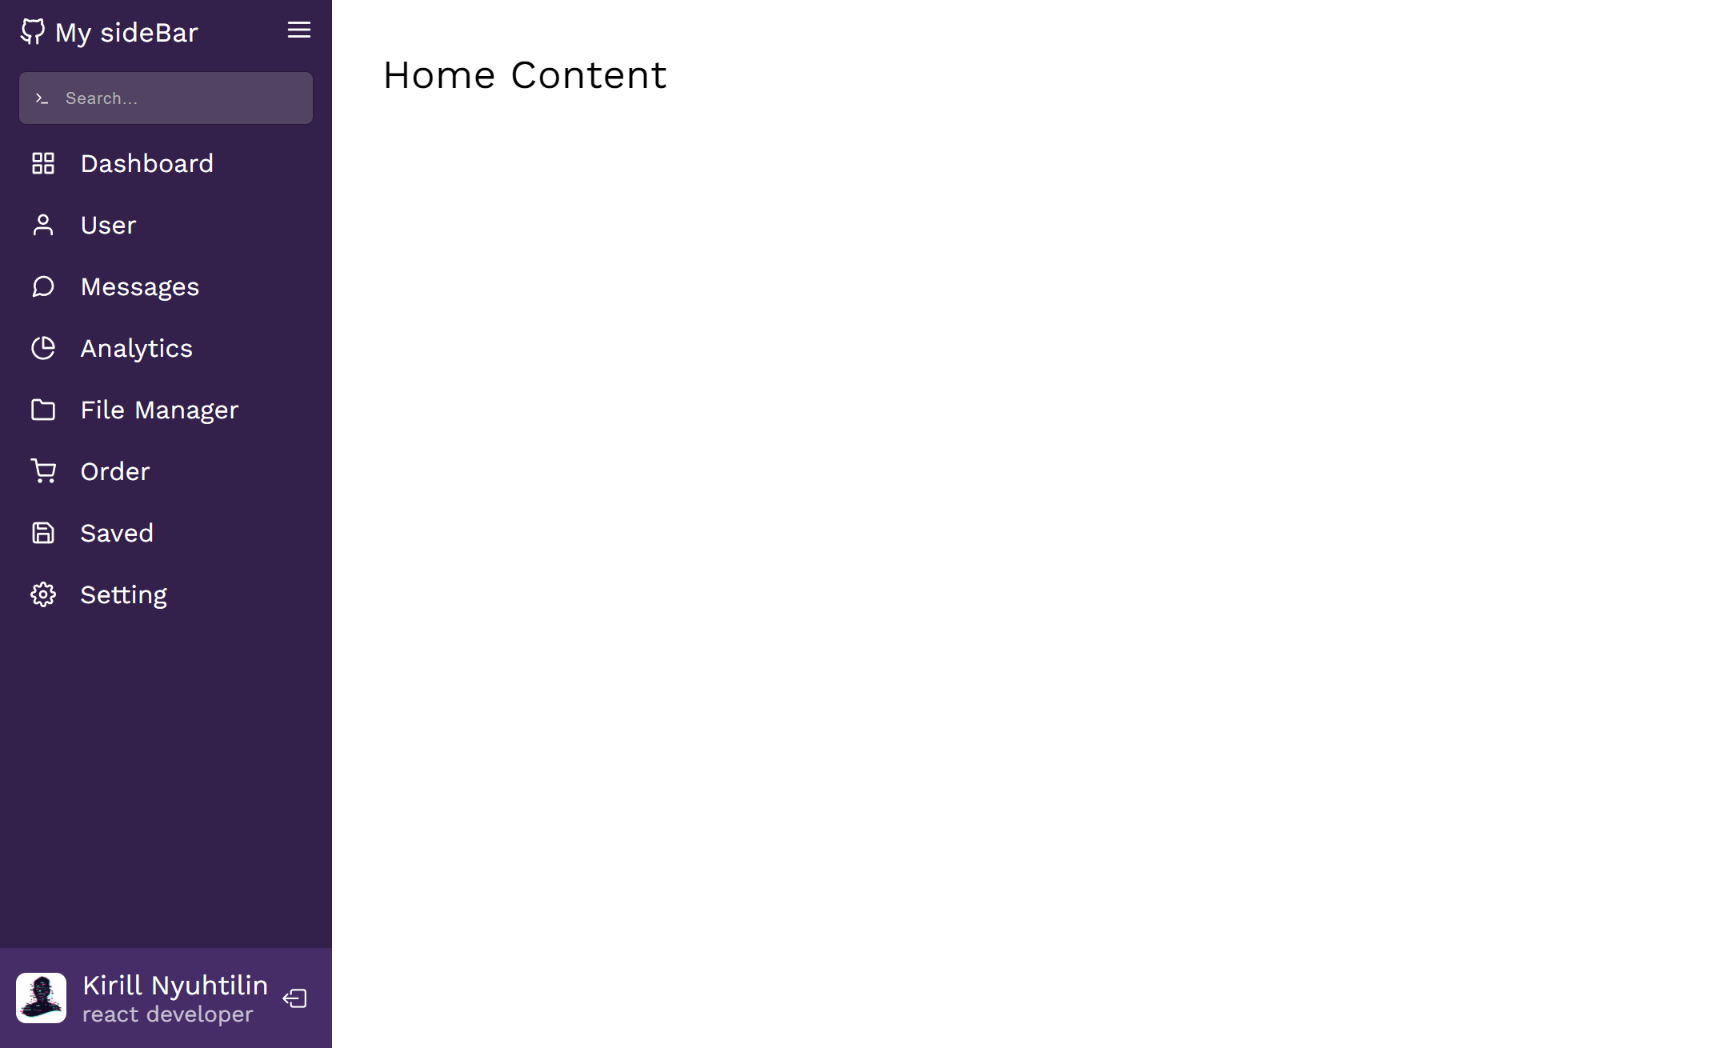 My sideBar
Search...
Dashboard
User
Messages
Analytics
File Manager
Order
Saved
Setting
Kirill Nyuhtilin
react developer
Home Content